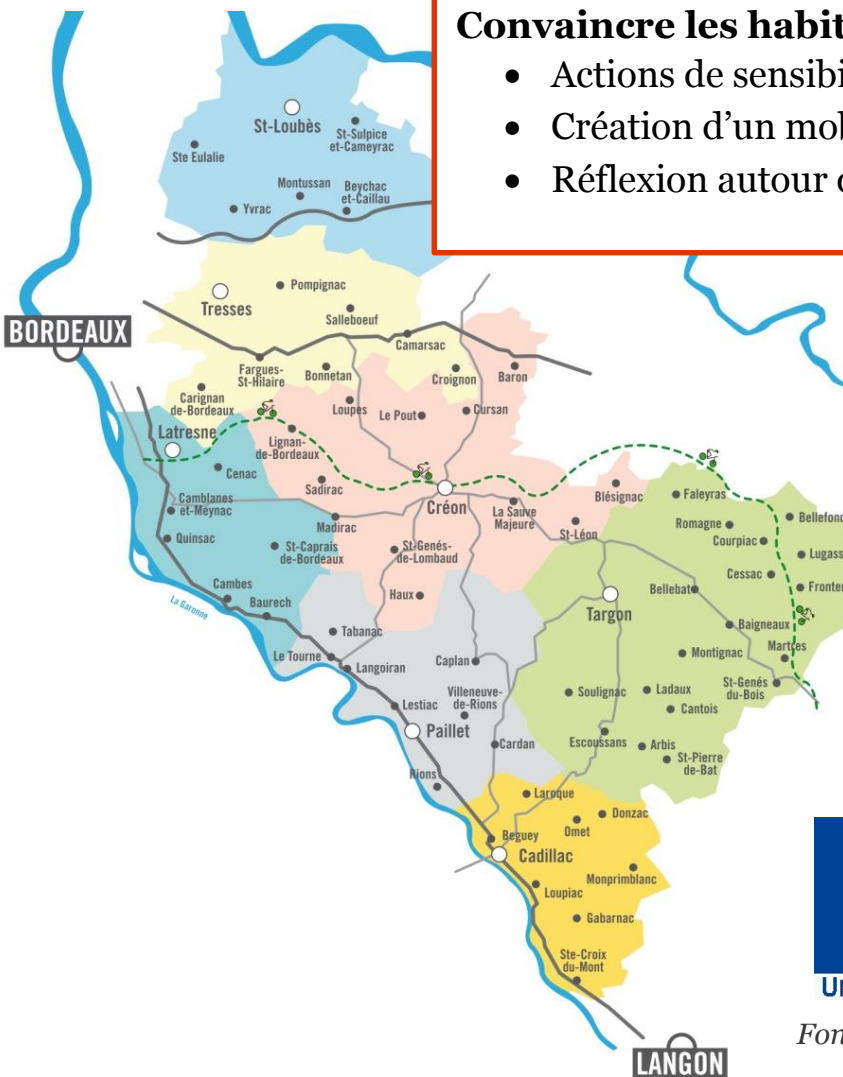 Convaincre les habit
• Actions de sensibi
• Création d'un mob
• Réflexion autour d
St-Loubès
St-Sulpice
et-Cameyrac
Ste Eulalie
Montussan
Beychac
et-Caillau
Yvrac
Pompignac
Tresses
Salleboeuf
BORDEAUX
Camarsac
Fargues-
St-Hilaire
Bonnetan
Croignon
Baron
Carignan
de-Bordeaux
Loupes
Le Pout
Cursan
Latresne
Lignan-
de-Bordeaux
Cenac
Sadirac
Créon
Blésignac
Faleyras
Camblanes
et-Meynac
Madirac
La Sauve
Majeure
St-Léon
Romagne
Bellefond
Courpiac
Quinsac
St-Caprais
de-Bordeaux
St-Genés-
de-Lombaud
Lugass
Cessac
Cambes
Haux
Bellebat
Fronten
La Garonne
Baurech
Targon
Baigneaux
Tabanac
Martres
Le Tourne
Langoiran
Caplan
Montignac
St-Genés
du-Bois
Villeneuve-
de-Rions
Soulignac
Ladaux
Lestiac
Cantois
Paillet
Cardan
Escoussans
Arbis
St-Pierre
de-Bat
Rions
Laroque
Donzac
Omet
Beguey
Cadillac
Monprimblanc
Loupiac
Gabarnac
Ste-Croix
du-Mont
Un
Fon
LANGON